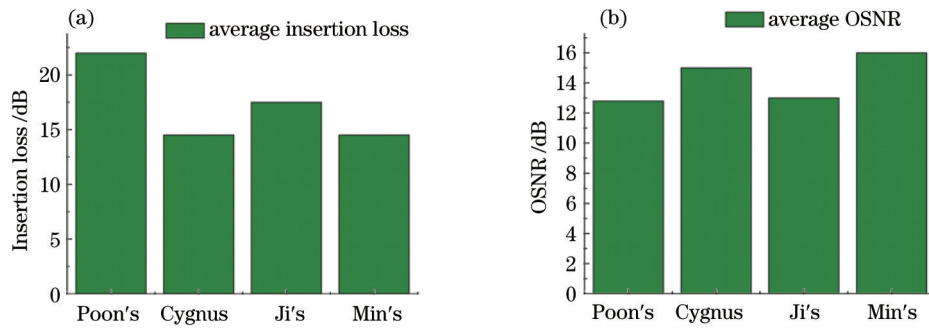 (a)
average insertion loss
Insertion loss /dB
20
15
10
5
0
Poon's Cygnus Ji's Min's
(b)
average OSNR
OSNR /dB
16
14
12
10
8
6
4
2
0
Poon's Cygnus Ji's Min's